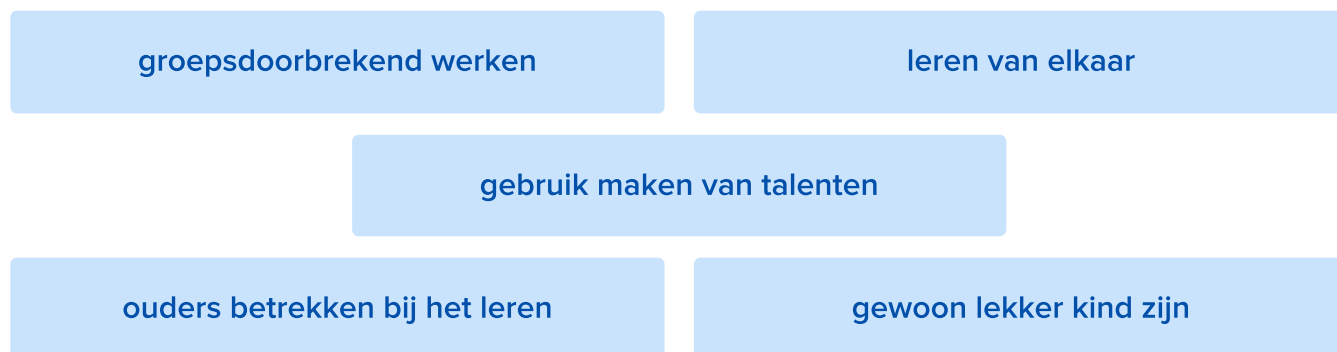 groepsdoorbrekend werken
leren van elkaar
gebruik maken van talenten
ouders betrekken bij het leren
gewoon lekker kind zijn